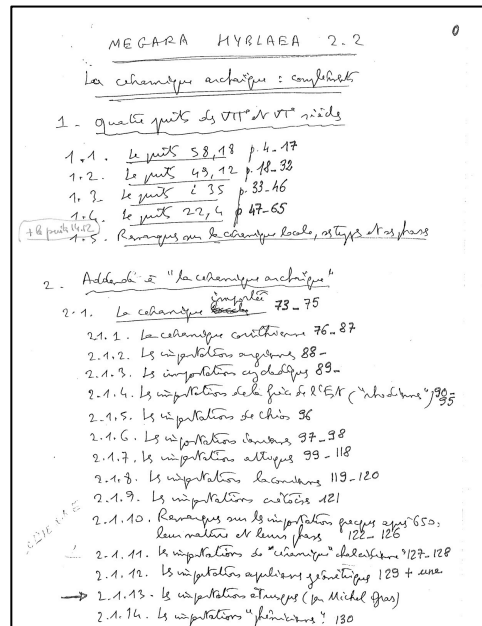 0
MEGARA HYBLAEA 2.2
La céramique archaïque : compléments
1 - Quatre puits des VIIe et VIe siècles
1.1. Le puits 58,18 p. 4-17
1.2. Le puits 49,12 p. 18-32
1.3 Le puits i 35 p. 33-46
1.4. Le puits 22,4 p 47-65
+ le puits 14.52
1.5. Remarques sur la céramique locale, ses types et ses phases
2 - Addenda à "la céramique archaïque"
2.1. La céramique importée 73-75
2.1.1. La céramique corinthienne 76-87
2.1.2. Les importations argiennes 88-
2.1.3. Les importations cycladiques 89-
2.1.4. Les importations de la Grèce de l'Est ("rhodiennes") 90-95
2.1.5. Les importations de Chios 96
2.1.6. Les importations ioniennes 97-98
2.1.7. Les importations attiques 99-118
2.1.8. Les importations laconiennes 119-120
2.1.9. Les importations crétoises 121
2.1.10. Remarques sur les importations grecques après 650,
leur nature et leurs phases 122-126
2.1.11. Les importations de "céramique" chalcidienne" 127-128
2.1.12. Les importations apuliennes géométriques 129 + une
→ 2.1.13. Les importations étrusques (par Michel Gras)
2.1.14. Les importations "phéniciennes" 130